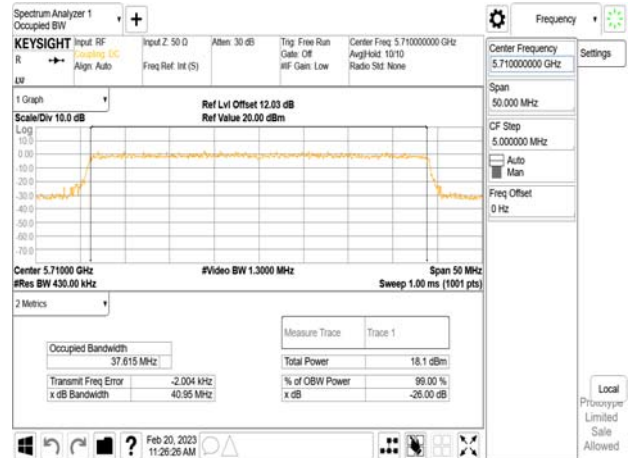 Spectrum Analyzer 1
Occupied BW
KEYSIGHT
R
Input: RF
Coupling: DC
Align: Auto
Input Z: 50 Ω
Freq Ref: Int (S)
Atten: 30 dB
Trig: Free Run
Gate: Off
#IF Gain: Low
Center Freq: 5.710000000 GHz
Avg|Hold: 10/10
Radio Std: None
1 Graph
Scale/Div 10.0 dB
Ref Lvl Offset 12.03 dB
Ref Value 20.00 dBm
Log
10.0
0.00
-10.0
-20.0
-30.0
-40.0
-50.0
-60.0
-70.0
Center 5.71000 GHz
#Res BW 430.00 kHz
#Video BW 1.3000 MHz
Span 50 MHz
Sweep 1.00 ms (1001 pts)
2 Metrics
Measure Trace
Trace 1
Occupied Bandwidth
37.615 MHz
Total Power
18.1 dBm
Transmit Freq Error
-2.004 kHz
% of OBW Power
99.00 %
x dB Bandwidth
40.95 MHz
x dB
-26.00 dB
?
Feb 20, 2023
11:26:26 AM
Frequency
Center Frequency
5.710000000 GHz
Settings
Span
50.000 MHz
CF Step
5.000000 MHz
Auto
Man
Freq Offset
0 Hz
Local
Prototype
Limited
Sale
Allowed